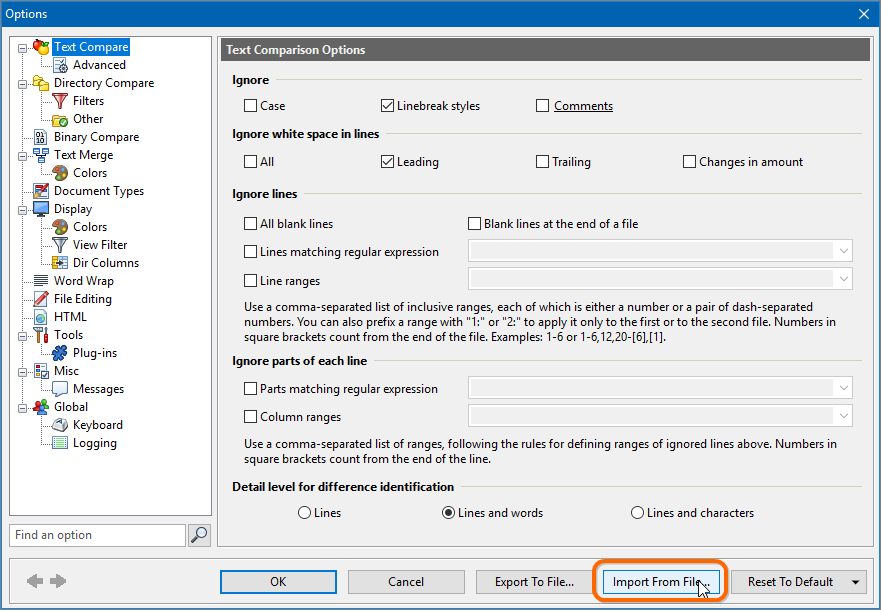 Options
Text Compare
Advanced
Directory Compare
Filters
Other
Binary Compare
Text Merge
Colors
Document Types
Display
Colors
View Filter
Dir Columns
Word Wrap
File Editing
HTML
Tools
Plug-ins
Misc
Messages
Global
Keyboard
Logging
Find an option
Text Comparison Options
Ignore
Case Linebreak styles Comments
Ignore white space in lines
All Leading Trailing Changes in amount
Ignore lines
All blank lines Blank lines at the end of a file
Lines matching regular expression
Line ranges
Use a comma-separated list of inclusive ranges, each of which is either a number or a pair of dash-separated
numbers. You can also prefix a range with "1:" or "2:" to apply it only to the first or to the second file. Numbers in
square brackets count from the end of the file. Examples: 1-6 or 1-6,12,20-[6],[1].
Ignore parts of each line
Parts matching regular expression
Column ranges
Use a comma-separated list of ranges, following the rules for defining ranges of ignored lines above. Numbers in
square brackets count from the end of the line.
Detail level for difference identification
Lines Lines and words Lines and characters
OK Cancel Export To File... Import From File... Reset To Default